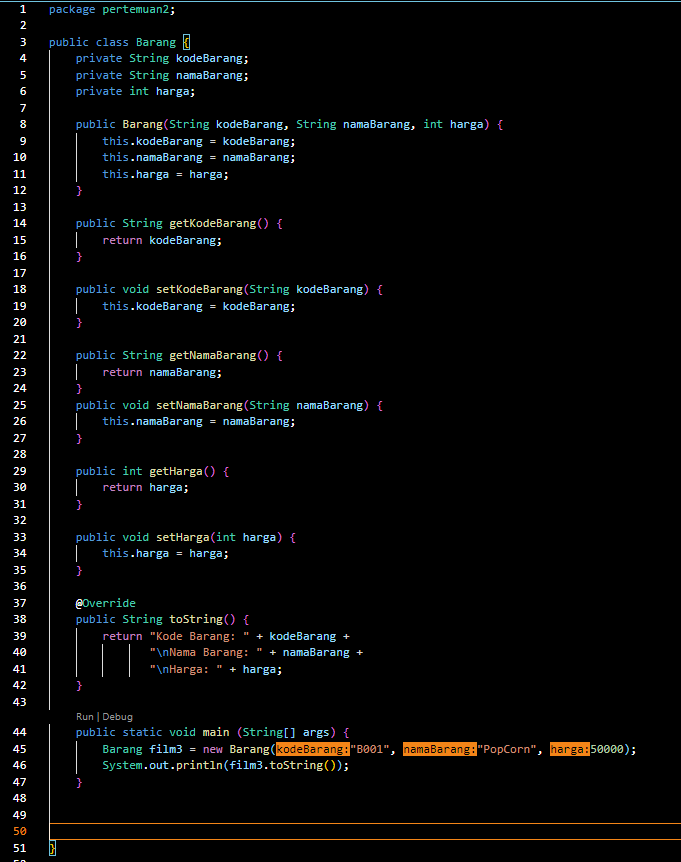 1 package pertemuan2;
2
3 public class Barang {
4     private String kodeBarang;
5     private String namaBarang;
6     private int harga;
7
8     public Barang(String kodeBarang, String namaBarang, int harga) {
9         this.kodeBarang = kodeBarang;
10         this.namaBarang = namaBarang;
11         this.harga = harga;
12     }
13
14     public String getKodeBarang() {
15         return kodeBarang;
16     }
17
18     public void setKodeBarang(String kodeBarang) {
19         this.kodeBarang = kodeBarang;
20     }
21
22     public String getNamaBarang() {
23         return namaBarang;
24     }
25     public void setNamaBarang(String namaBarang) {
26         this.namaBarang = namaBarang;
27     }
28
29     public int getHarga() {
30         return harga;
31     }
32
33     public void setHarga(int harga) {
34         this.harga = harga;
35     }
36
37     @Override
38     public String toString() {
39         return "Kode Barang: " + kodeBarang +
40                "\nNama Barang: " + namaBarang +
41                "\nHarga: " + harga;
42     }
43
Run | Debug
44     public static void main (String[] args) {
45         Barang film3 = new Barang(kodeBarang:"B001", namaBarang:"PopCorn", harga:50000);
46         System.out.println(film3.toString());
47     }
48
49
50
51 }